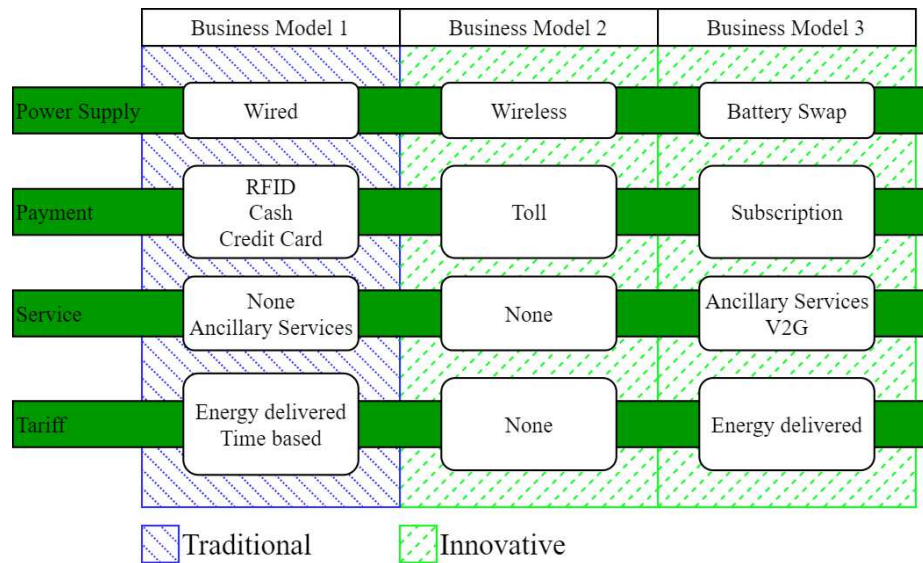 Business Model 1
Business Model 2
Business Model 3
Power Supply
Wired
Wireless
Battery Swap
Payment
RFID
Cash
Credit Card
Toll
Subscription
Service
None
Ancillary Services
None
Ancillary Services
V2G
Tariff
Energy delivered
Time based
None
Energy delivered
Traditional
Innovative